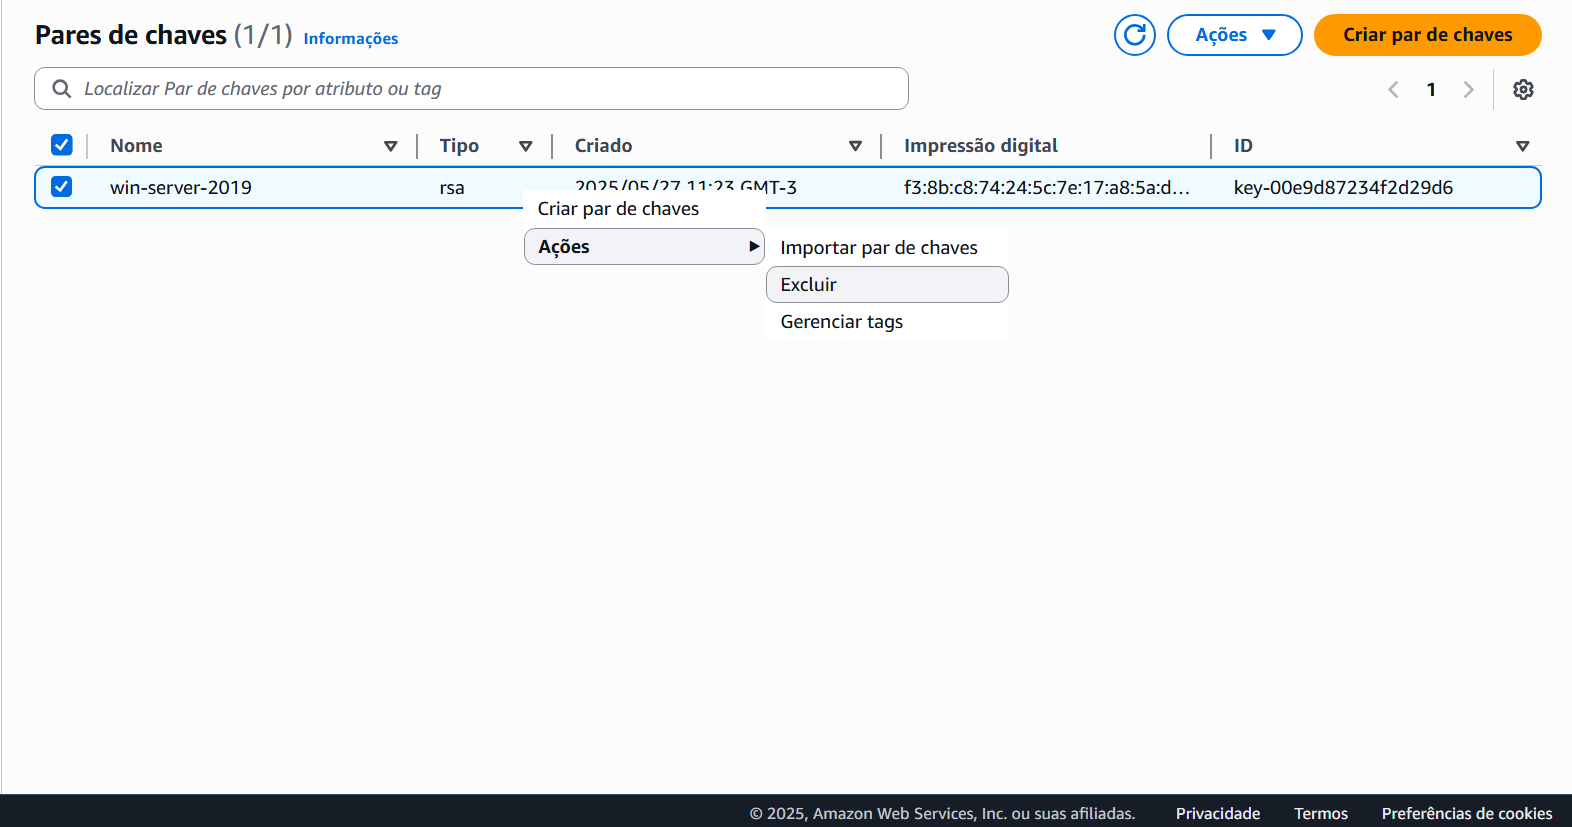 Pares de chaves (1/1) Informações Ações Criar par de chaves
Localizar Par de chaves por atributo ou tag 1
Nome Tipo Criado Impressão digital ID
win-server-2019 rsa 2025/05/27 11:23 GMT-3 f3:8b:c8:74:24:5c:7e:17:a8:5a:d... key-00e9d87234f2d29d6
Criar par de chaves
Ações Importar par de chaves
Excluir
Gerenciar tags
© 2025, Amazon Web Services, Inc. ou suas afiliadas. Privacidade Termos Preferências de cookies